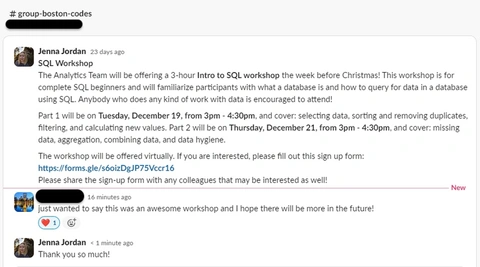 # group-boston-codes
Jenna Jordan 23 days ago
SQL Workshop
The Analytics Team will be offering a 3-hour Intro to SQL workshop the week before Christmas! This workshop is for
complete SQL beginners and will familiarize participants with what a database is and how to query for data in a database
using SQL. Anybody who does any kind of work with data is encouraged to attend!
Part 1 will be on Tuesday, December 19, from 3pm - 4:30pm, and cover: selecting data, sorting and removing duplicates,
filtering, and calculating new values. Part 2 will be on Thursday, December 21, from 3pm - 4:30pm, and cover: missing
data, aggregation, combining data, and data hygiene.
The workshop will be offered virtually. If you are interested, please fill out this sign up form:
https://forms.gle/s6oizDgJP75Vccr16
Please share the sign-up form with any colleagues that may be interested as well!
New
16 minutes ago
just wanted to say this was an awesome workshop and I hope there will be more in the future!
1
Jenna Jordan < 1 minute ago
Thank you so much!